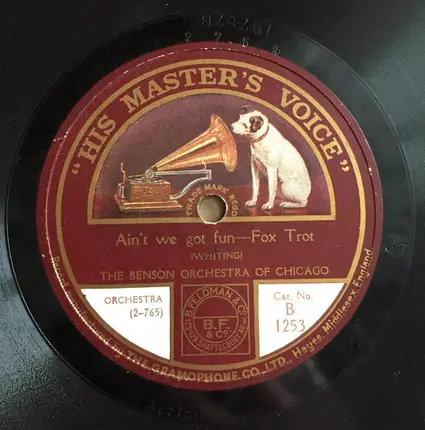 "HIS MASTER'S VOICE"
TRADE MARK REGD
Ain't we got fun—Fox Trot
(WHITING)
THE BENSON ORCHESTRA OF CHICAGO
ORCHESTRA
(2-765)
B. FELDMAN & CO.
B.F.
& Co.
SHAFTESBURY
Cat. No.
B
1253
by THE GRAMOPHONE CO., LTD., Hayes, Middlesex, England